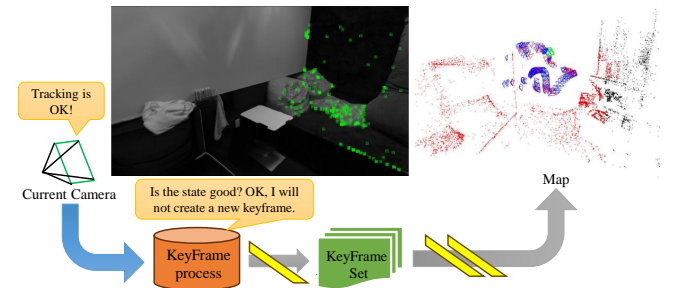 Tracking is
OK!
Current Camera
Is the state good? OK, I will
not create a new keyframe.
Map
KeyFrame
process
KeyFrame
Set